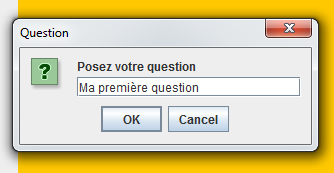 Question
?
Posez votre question
Ma première question
OK Cancel